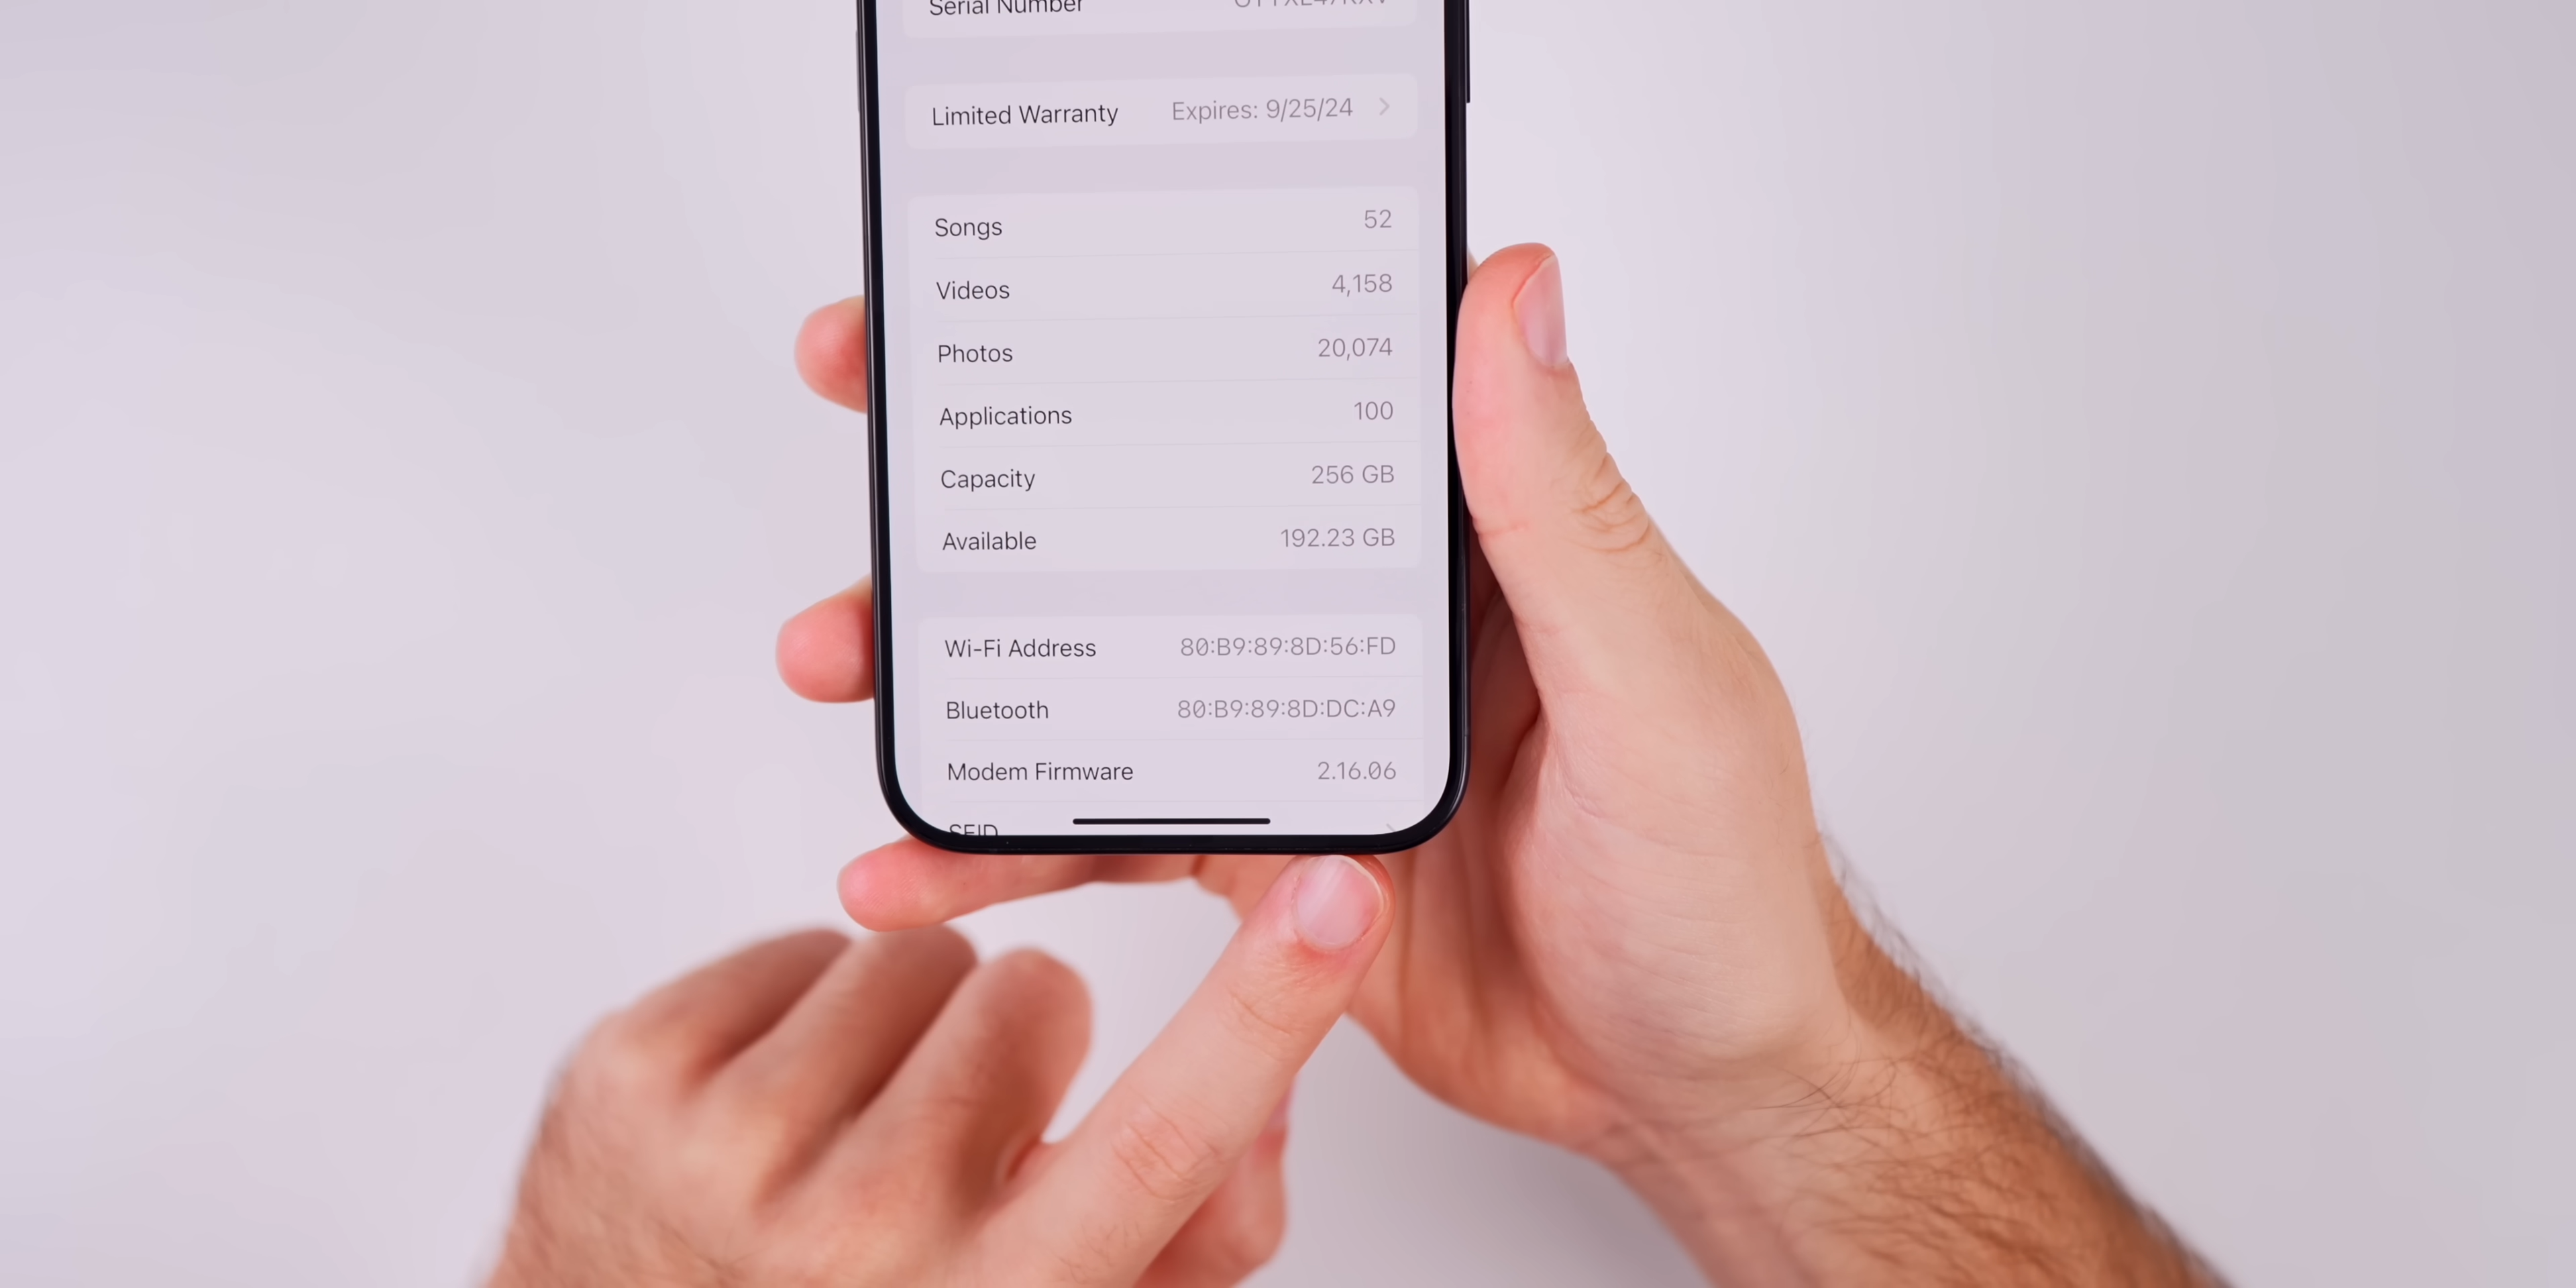 Serial Number
Limited Warranty Expires: 9/25/24
Songs 52
Videos 4,158
Photos 20,074
Applications 100
Capacity 256 GB
Available 192.23 GB
Wi-Fi Address 80:B9:89:8D:56:FD
Bluetooth 80:B9:89:8D:DC:A9
Modem Firmware 2.16.06
SEID